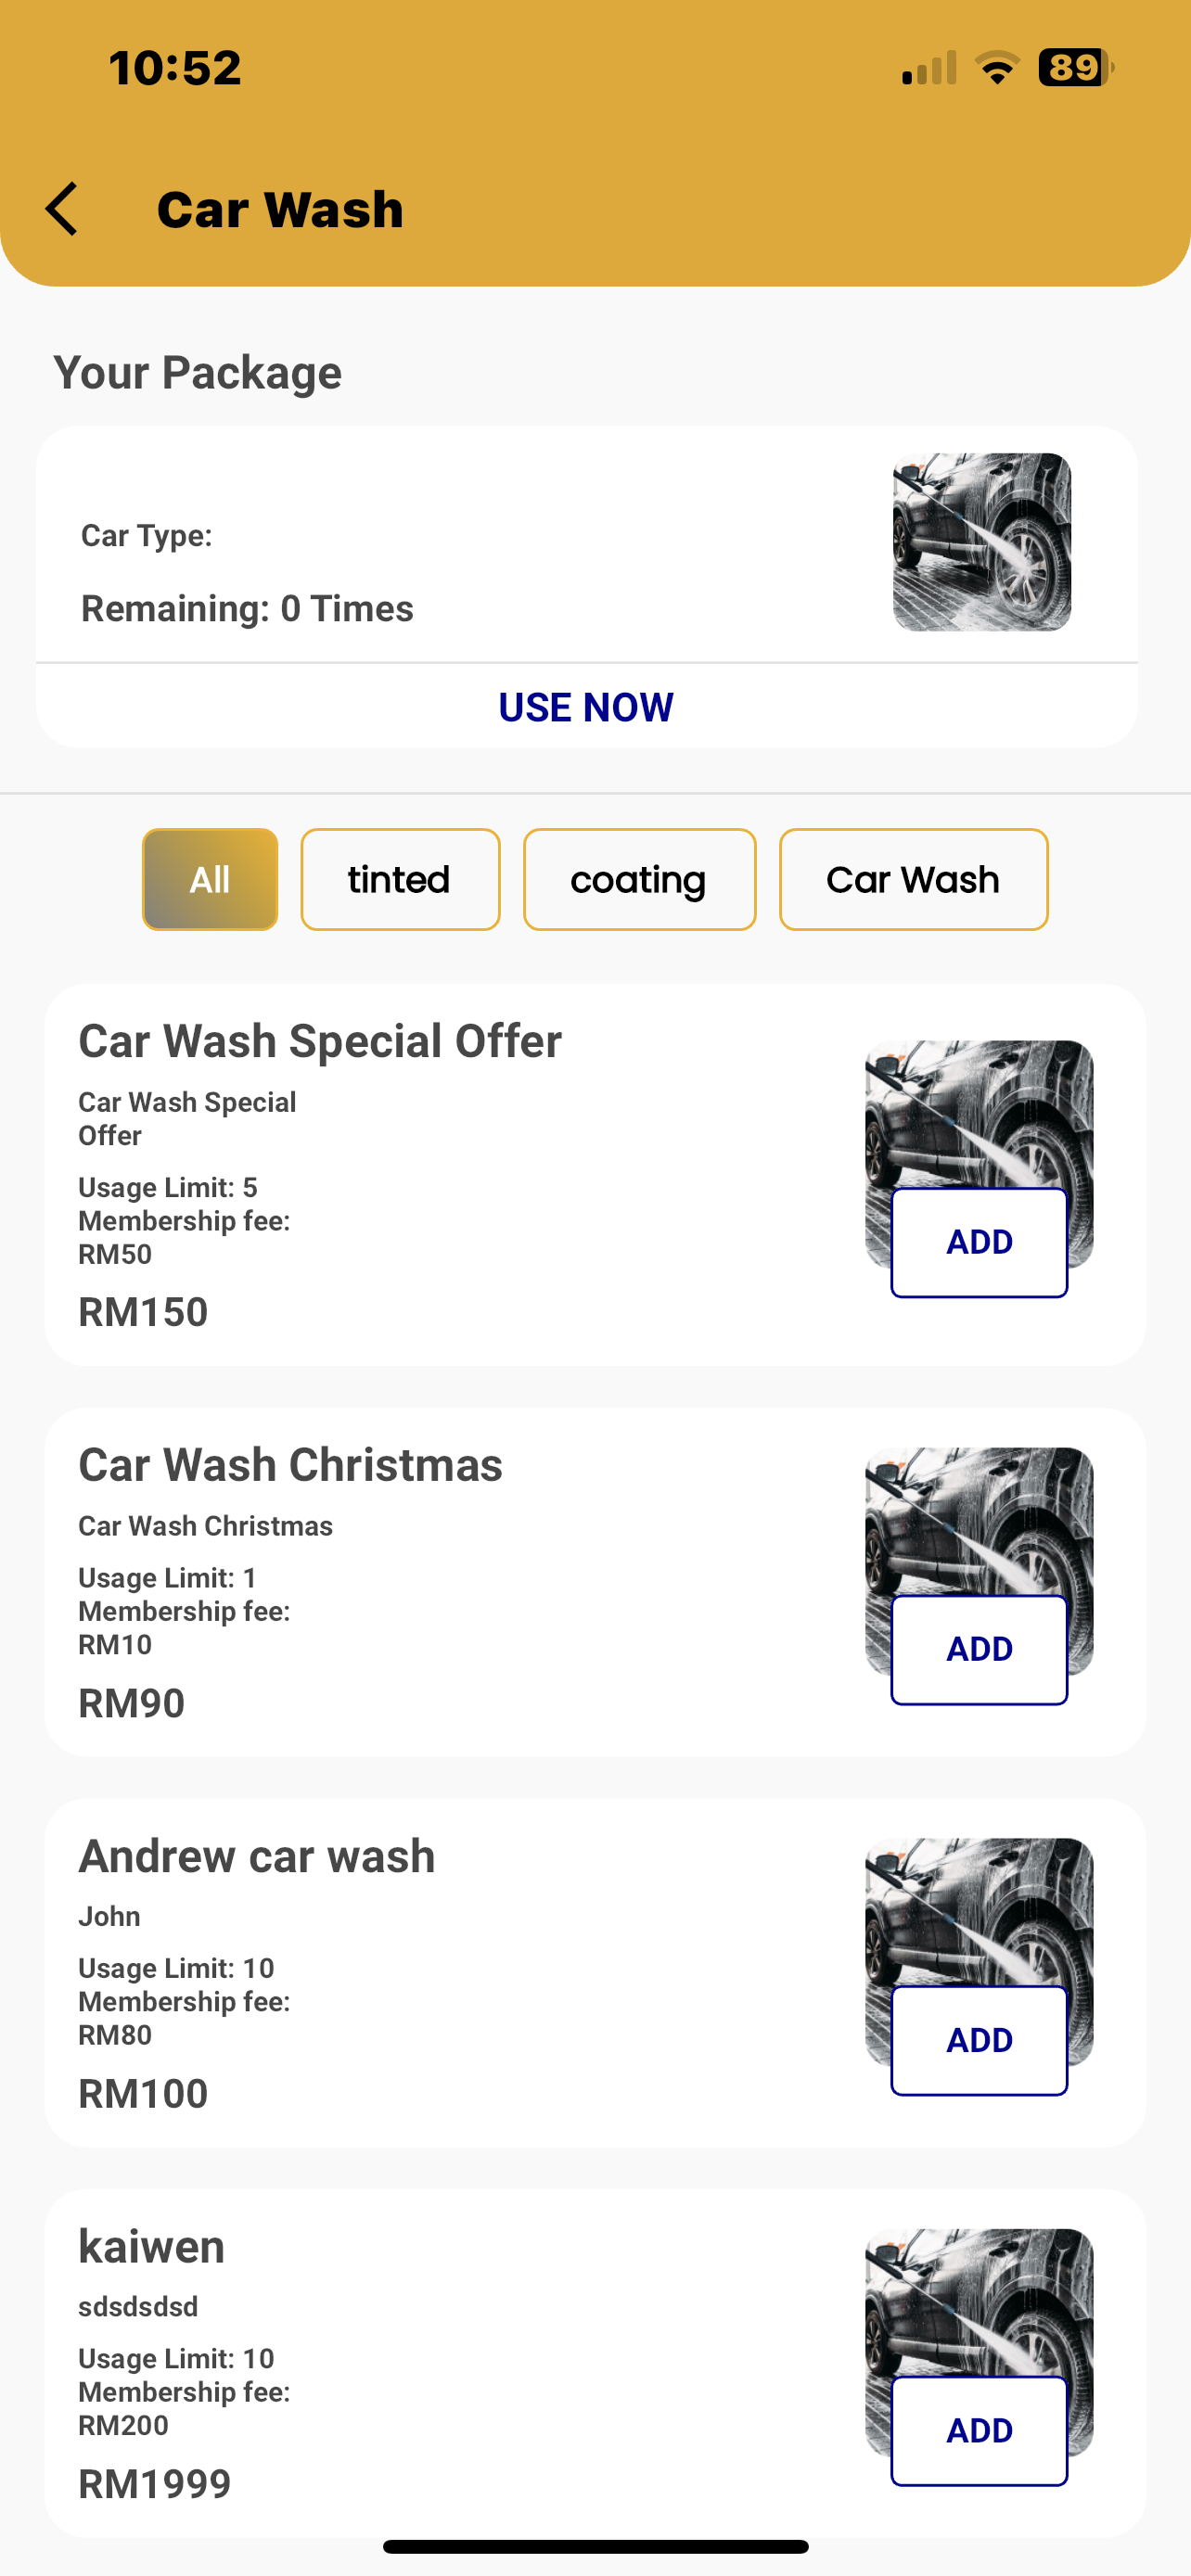 10:52
89
Car Wash
Your Package
Car Type:
Remaining: 0 Times
USE NOW
All
tinted
coating
Car Wash
Car Wash Special Offer
Car Wash Special
Offer
Usage Limit: 5
Membership fee:
RM50
RM150
ADD
Car Wash Christmas
Car Wash Christmas
Usage Limit: 1
Membership fee:
RM10
RM90
ADD
Andrew car wash
John
Usage Limit: 10
Membership fee:
RM80
RM100
ADD
kaiwen
sdsdsdsd
Usage Limit: 10
Membership fee:
RM200
RM1999
ADD